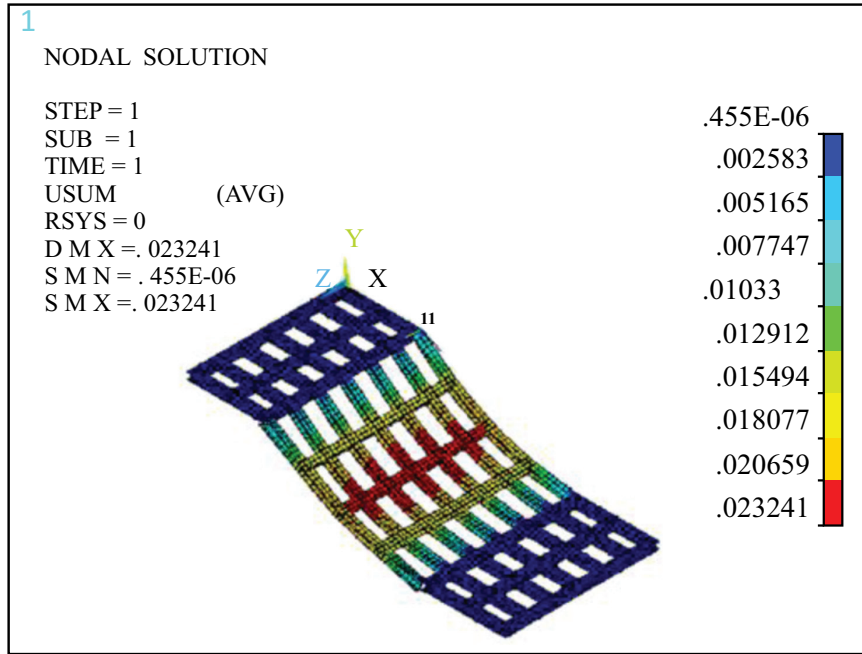 1
NODAL SOLUTION
STEP = 1
SUB = 1
TIME = 1
USUM (AVG)
RSYS = 0
D M X =. 023241
S M N = . 455E-06
S M X =. 023241
Y
Z X
11
.455E-06
.002583
.005165
.007747
.01033
.012912
.015494
.018077
.020659
.023241